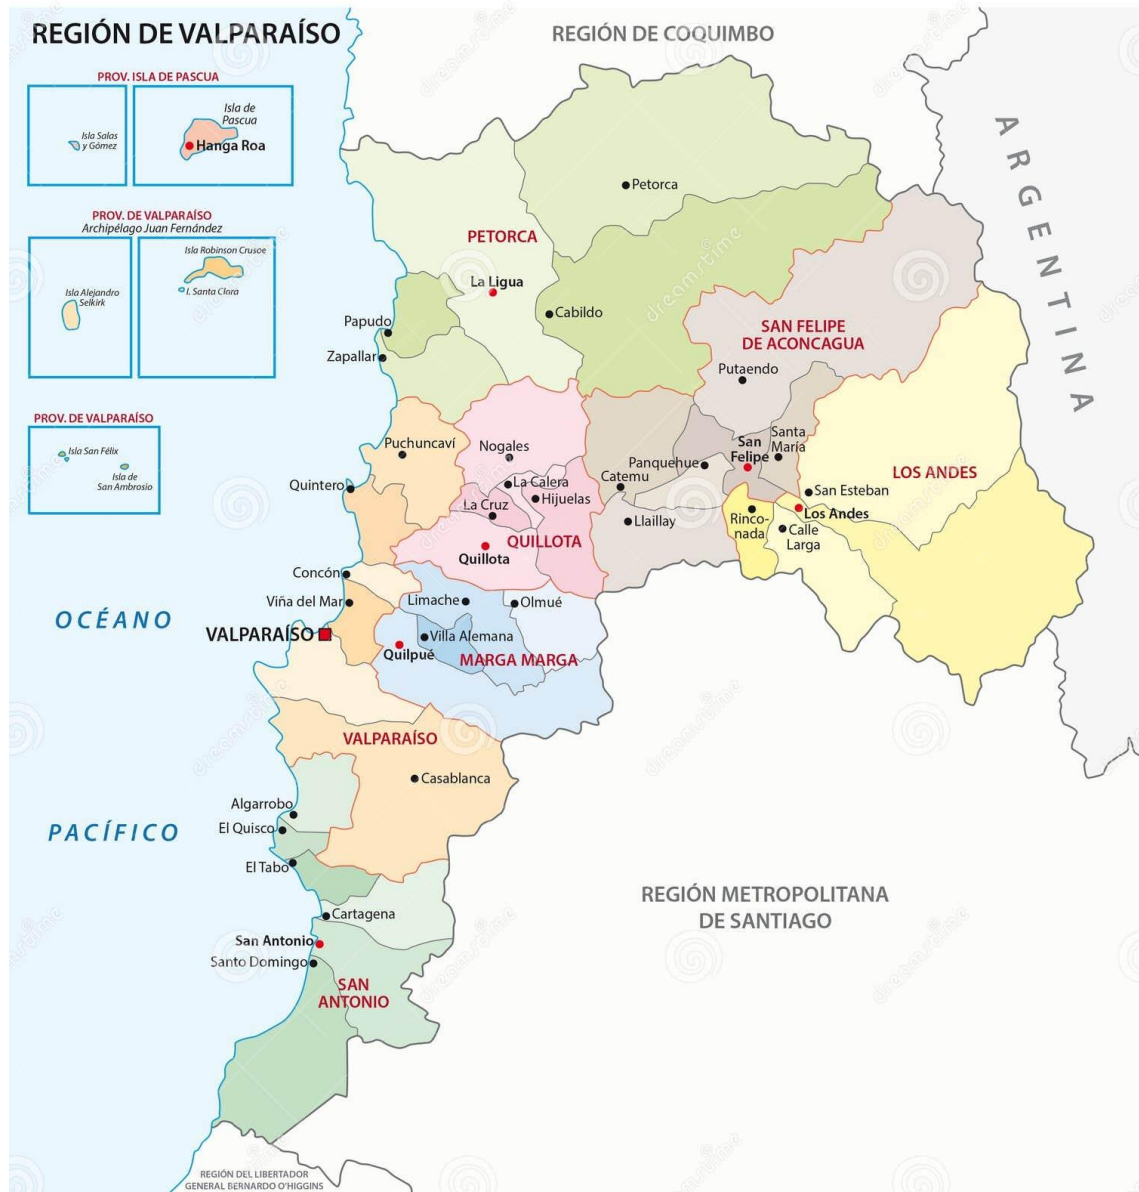 REGIÓN DE VALPARAÍSO
REGIÓN DE COQUIMBO
PROV. ISLA DE PASCUA
Isla Salas
y Gómez
Isla de
Pascua
Hanga Roa
PROV. DE VALPARAÍSO
Archipélago Juan Fernández
Isla Alejandro
Selkirk
Isla Robinson Crusoe
I. Santa Clara
PROV. DE VALPARAÍSO
Isla San Félix
Isla de
San Ambrosio
ARGENTINA
Petorca
PETORCA
La Ligua
Cabildo
Papudo
Zapallar
SAN FELIPE
DE ACONCAGUA
Putaendo
Puchuncaví
Nogales
San
Felipe
Santa
María
Panquehue
Catemu
LOS ANDES
Quintero
La Calera
Hijuelas
La Cruz
San Esteban
Los Andes
Llaillay
Rinco-
nada
Calle
Larga
QUILLOTA
Quillota
Concón
Viña del Mar
Limache
Olmué
OCÉANO
VALPARAÍSO
Villa Alemana
Quilpué
MARGA MARGA
VALPARAÍSO
Casablanca
Algarrobo
El Quisco
PACÍFICO
El Tabo
REGIÓN METROPOLITANA
DE SANTIAGO
Cartagena
San Antonio
Santo Domingo
SAN
ANTONIO
REGIÓN DEL LIBERTADOR
GENERAL BERNARDO O'HIGGINS
dreamstime